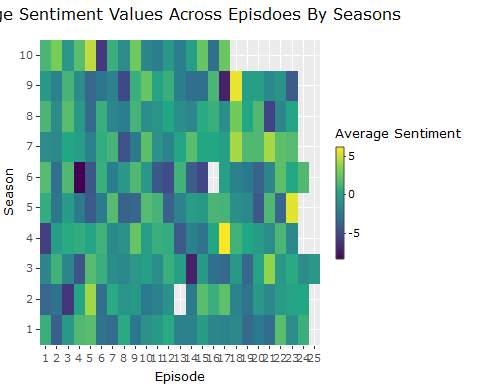 ge Sentiment Values Across Episdoes By Seasons
10
9
8
7
6
5
4
3
2
1
Season
1 2 3 4 5 6 7 8 9 10 11 12 13 14 15 16 17 18 19 20 21 22 23 24 25
Episode
Average Sentiment
5
0
-5